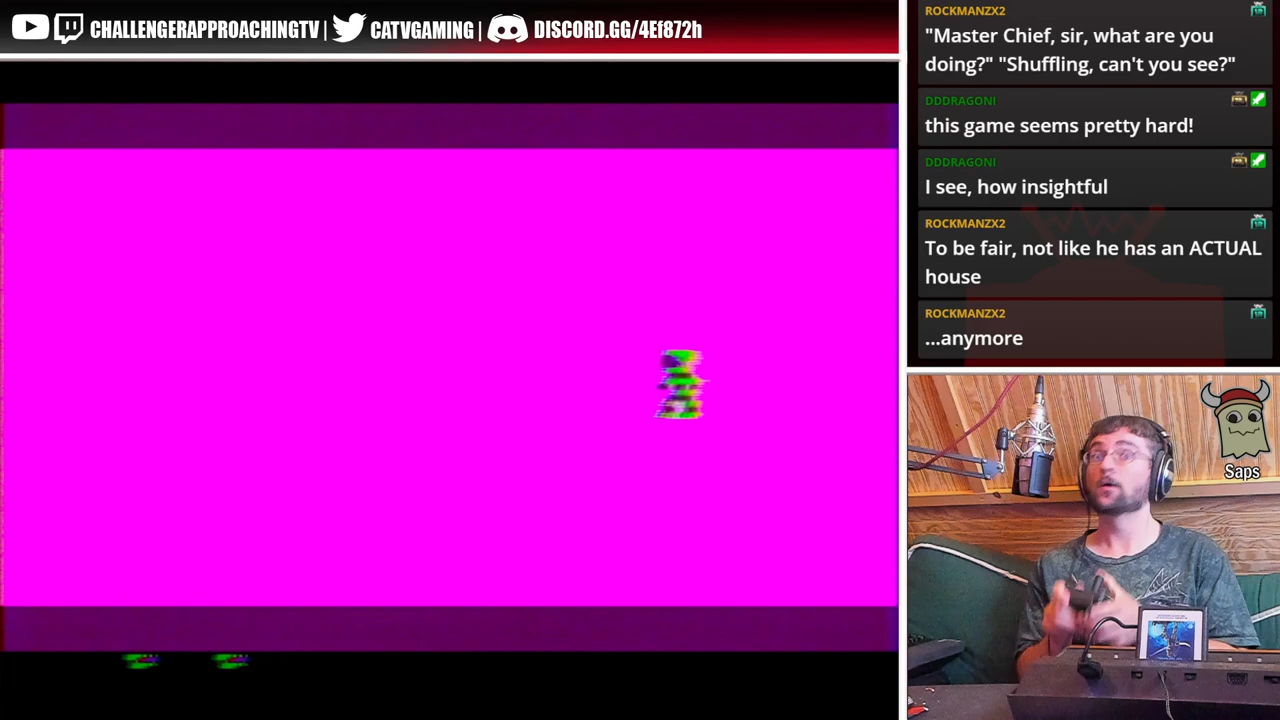 CHALLENGERAPPROACHINGTV | CATVGAMING | DISCORD.GG/4Ef872h
ROCKMANZX2
"Master Chief, sir, what are you
doing?" "Shuffling, can't you see?"
DDDRAGONI
this game seems pretty hard!
DDDRAGONI
I see, how insightful
ROCKMANZX2
To be fair, not like he has an ACTUAL
house
ROCKMANZX2
...anymore
Saps